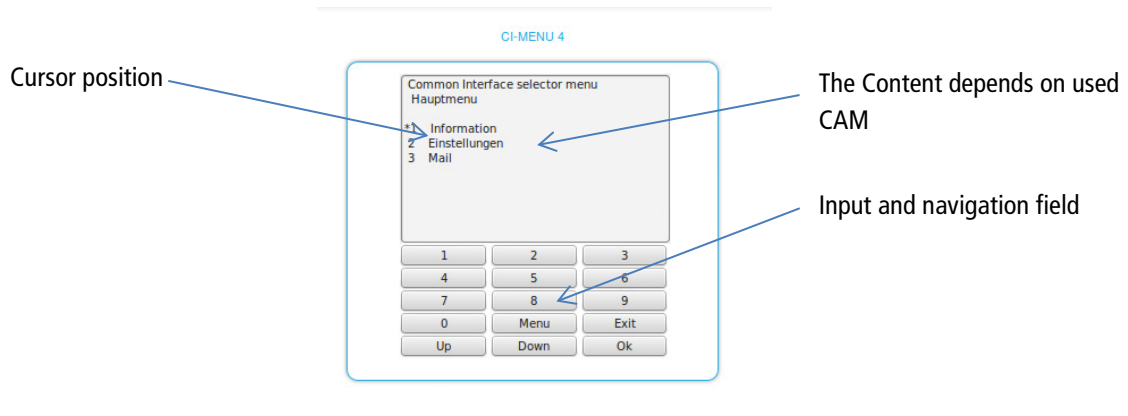 CI-MENU 4
Cursor position
Common Interface selector menu
Hauptmenu
*1 Information
2 Einstellungen
3 Mail
The Content depends on used
CAM
Input and navigation field
1 2 3
4 5 6
7 8 9
0 Menu Exit
Up Down Ok